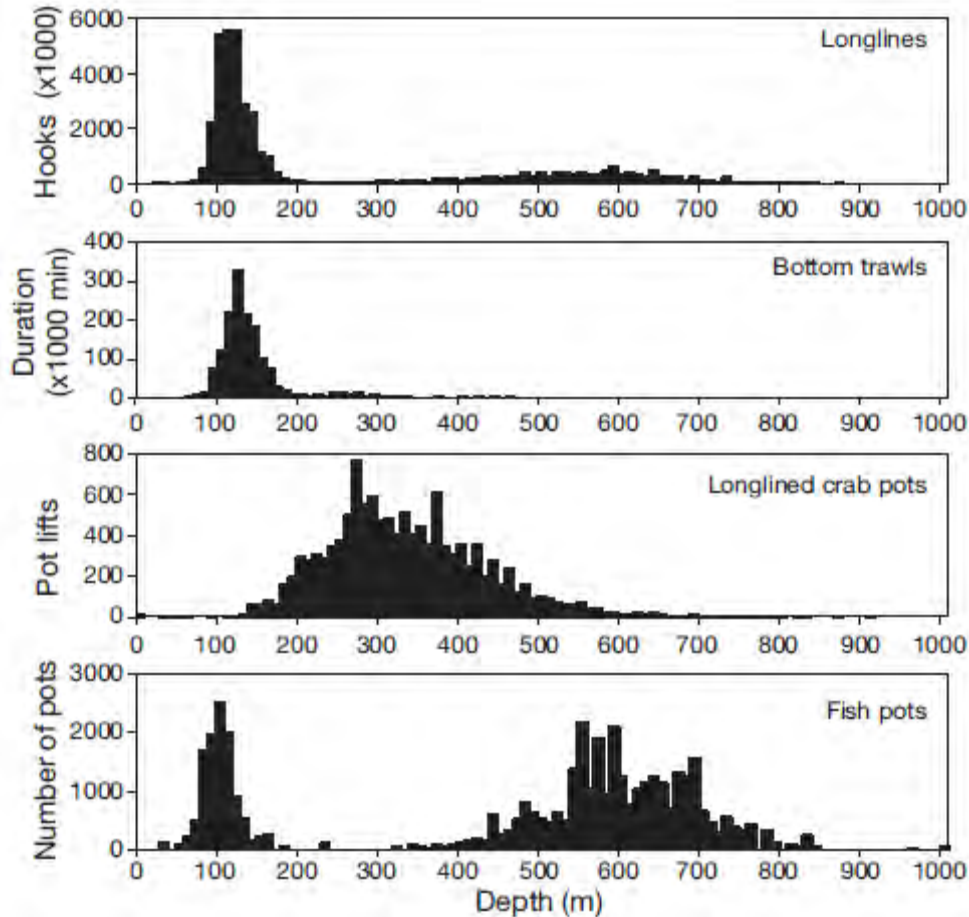 Hooks (x1000)
6000
4000
2000
0
Longlines
0 100 200 300 400 500 600 700 800 900 1000
Duration
(x1000 min)
400
300
200
100
0
Bottom trawls
0 100 200 300 400 500 600 700 800 900 1000
Pot lifts
800
600
400
200
0
Longlined crab pots
0 100 200 300 400 500 600 700 800 900 1000
Number of pots
3000
2000
1000
0
Fish pots
0 100 200 300 400 500 600 700 800 900 1000
Depth (m)